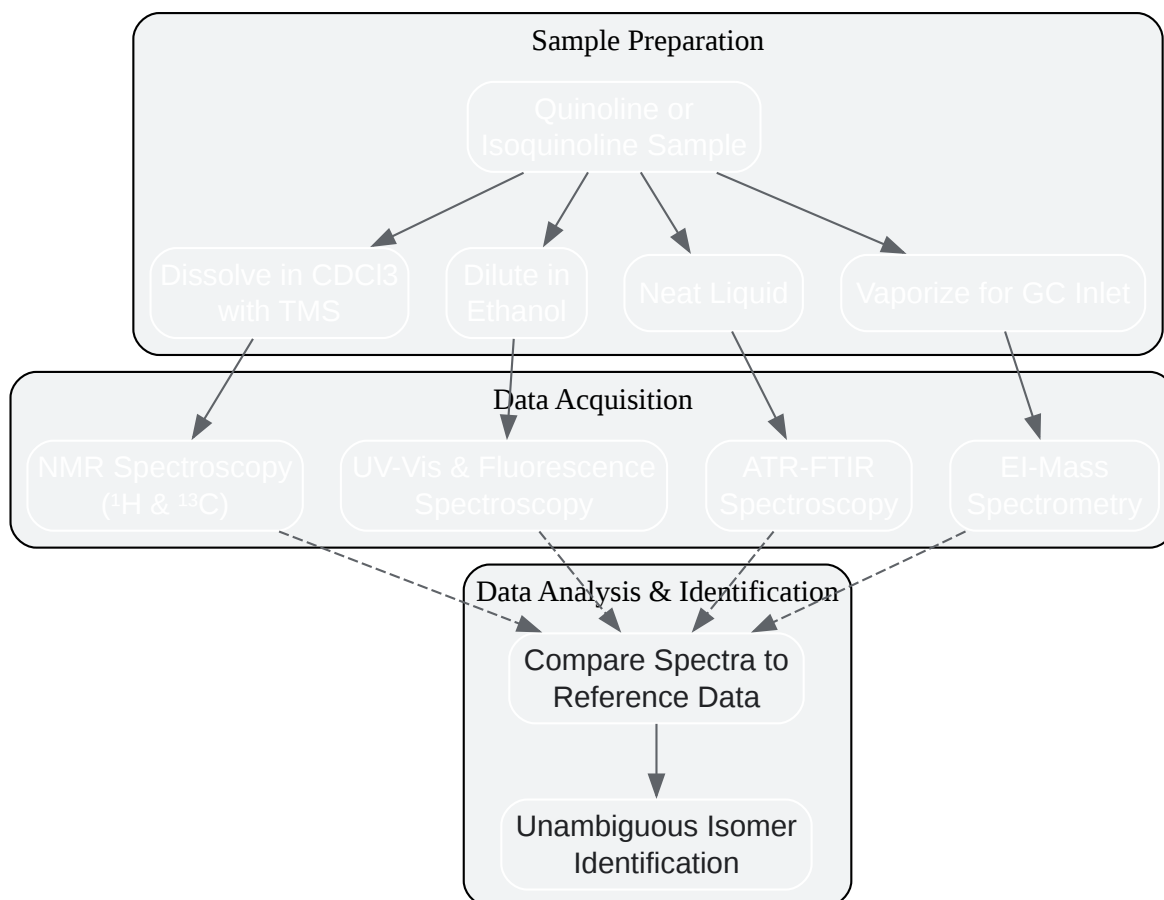 Sample Preparation
Quinoline or
Isoquinoline Sample
Dissolve in CDCl3
with TMS
Dilute in
Ethanol
Neat Liquid
Vaporize for GC Inlet
Data Acquisition
NMR Spectroscopy
(¹H & ¹³C)
UV-Vis & Fluorescence
Spectroscopy
ATR-FTIR
Spectroscopy
EI-Mass
Spectrometry
Data Analysis & Identification
Compare Spectra to
Reference Data
Unambiguous Isomer
Identification